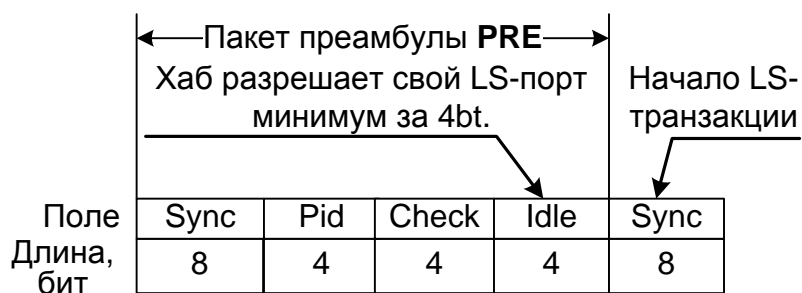 Пакет преамбулы PRE
Хаб разрешает свой LS-порт
минимум за 4bt.
Начало LS-
транзакции
Поле Sync Pid Check Idle Sync
Длина,
бит
8 4 4 4 8